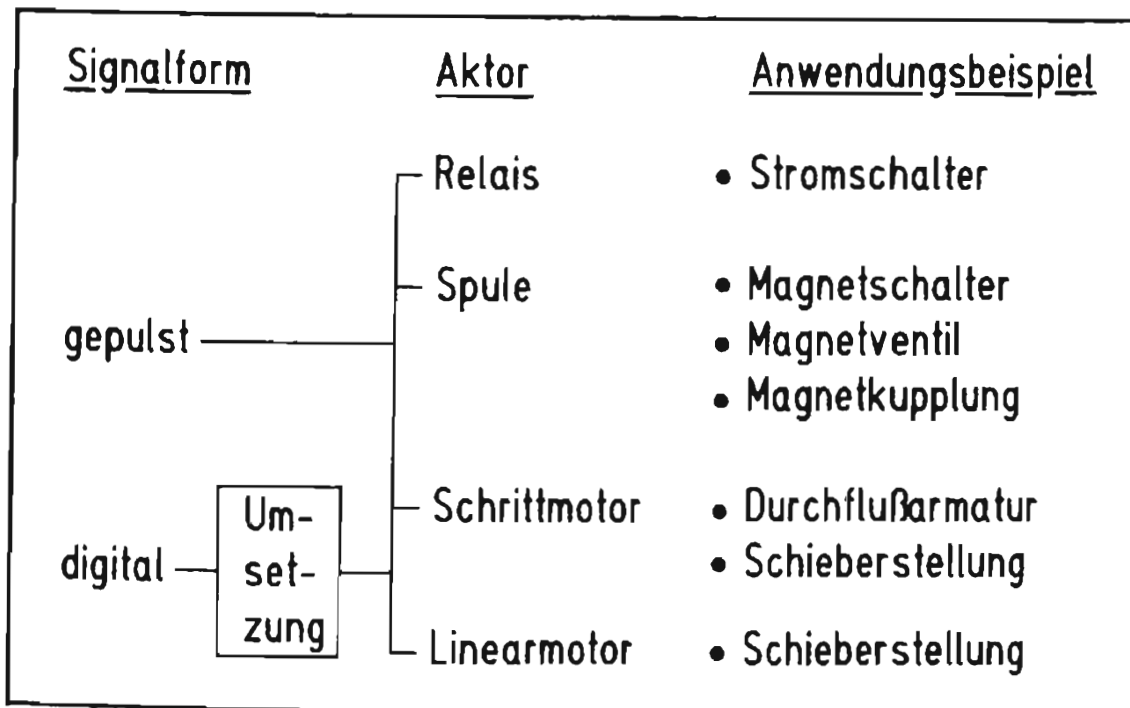 Signalform Aktor Anwendungsbeispiel
Relais • Stromschalter
Spule • Magnetschalter
gepulst • Magnetventil
• Magnetkupplung
Schrittmotor • Durchflußarmatur
digital Um-
set-
zung • Schieberstellung
Linearmotor • Schieberstellung